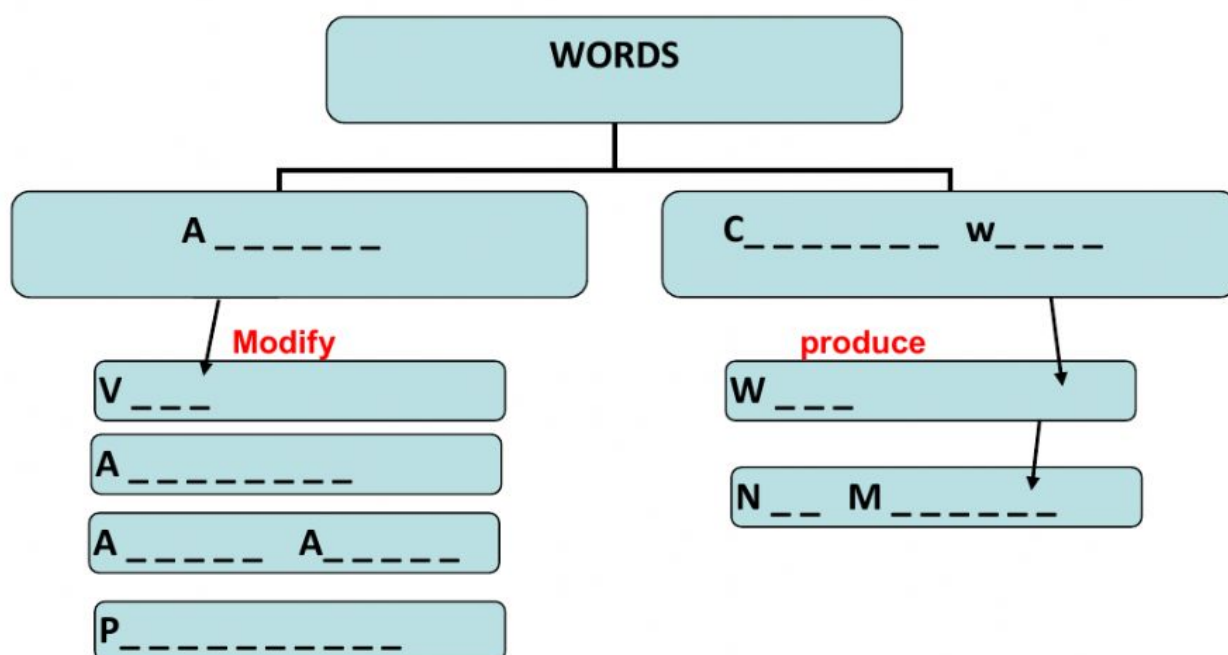 WORDS
A _ _ _ _ _ _
C_ _ _ _ _ _ _ w_ _ _ _
Modify
produce
V _ _ _
W _ _ _
A _ _ _ _ _ _ _ _
N _ _ M _ _ _ _ _ _
A _ _ _ _ _ A_ _ _ _ _
P_ _ _ _ _ _ _ _ _ _